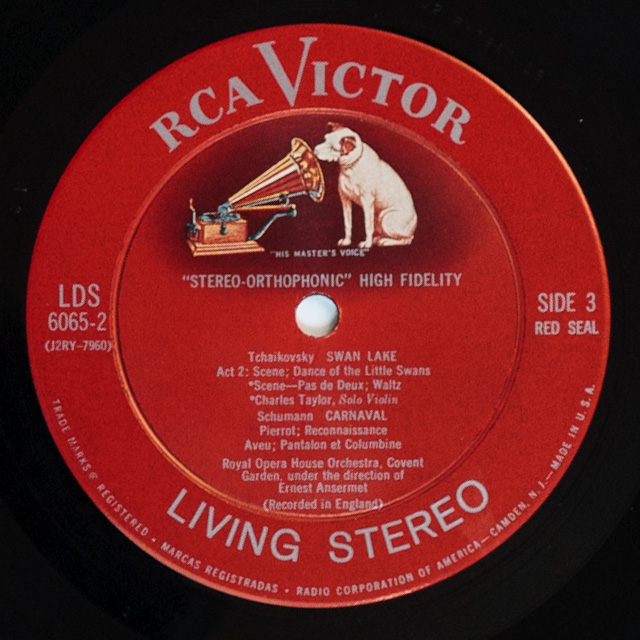 RCA VICTOR
"HIS MASTER'S VOICE"
"STEREO-ORTHOPHONIC" HIGH FIDELITY
LDS
6065-2
(J2RY-7960)
SIDE 3
RED SEAL
Tchaikovsky SWAN LAKE
Act 2: Scene; Dance of the Little Swans
*Scene—Pas de Deux; Waltz
*Charles Taylor, Solo Violin
Schumann CARNAVAL
Pierrot; Reconnaissance
Aveu; Pantalon et Columbine
Royal Opera House Orchestra, Covent
Garden, under the direction of
Ernest Ansermet
(Recorded in England)
LIVING STEREO
TRADE MARKS ® REGISTERED • MARCAS REGISTRADAS • RADIO CORPORATION OF AMERICA—CAMDEN, N. J.—MADE IN U. S. A.